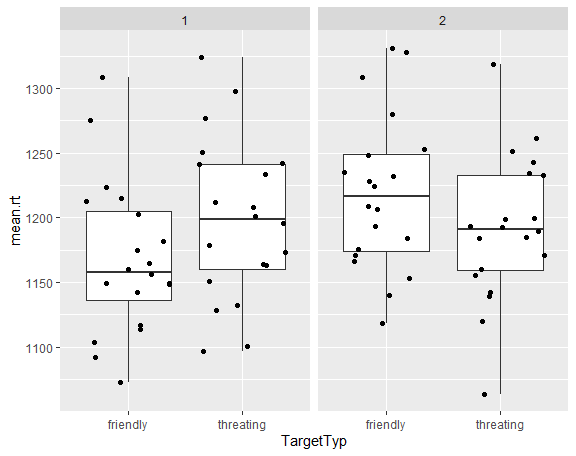 1 2
mean.rt
1300
1250
1200
1150
1100
friendly threating friendly threating
TargetTyp